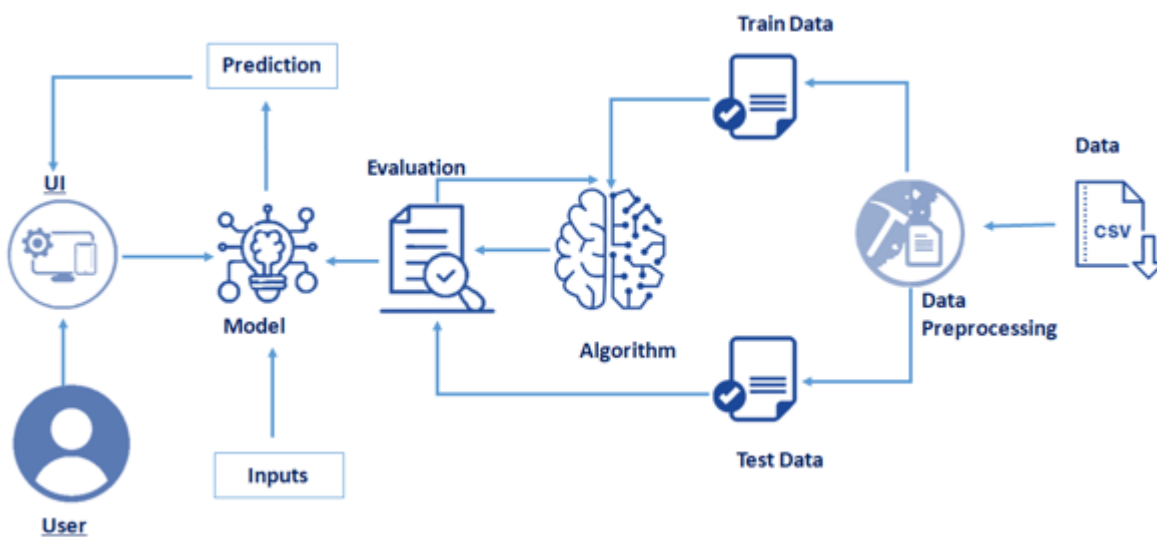 Train Data
Prediction
Data
Evaluation
UI
CSV
Model
Data
Preprocessing
Algorithm
Test Data
Inputs
User